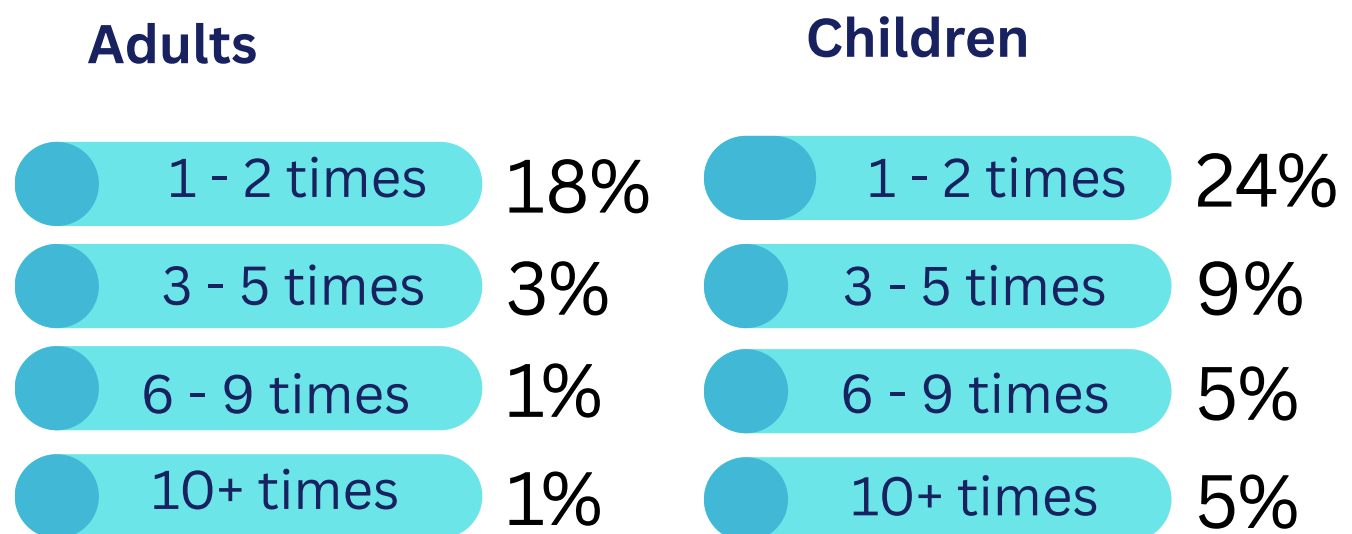 Adults
1 - 2 times 18%
3 - 5 times 3%
6 - 9 times 1%
10+ times 1%
Children
1 - 2 times 24%
3 - 5 times 9%
6 - 9 times 5%
10+ times 5%